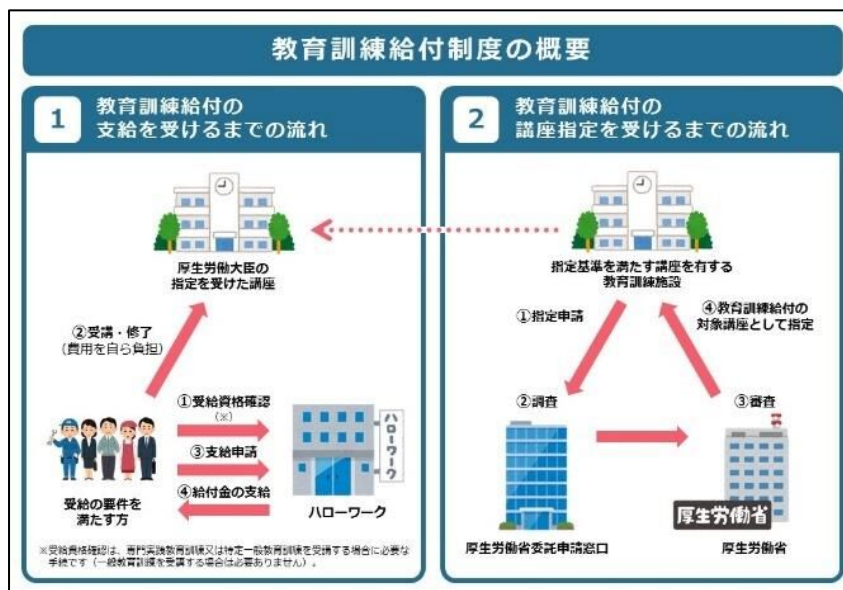 教育訓練給付制度の概要
1
教育訓練給付の
支給を受けるまでの流れ
厚生労働大臣の
指定を受けた講座
②受講・修了
(費用を自ら負担)
①受給資格確認
(※)
③支給申請
④給付金の支給
受給の要件を
満たす方
ハローワーク
ハローワーク
※受給資格確認は、専門実践教育訓練又は特定一般教育訓練を受講する場合に必要な
手続です（一般教育訓練を受講する場合は必要ありません）。
2
教育訓練給付の
講座指定を受けるまでの流れ
指定基準を満たす講座を有する
教育訓練施設
①指定申請
④教育訓練給付の
対象講座として指定
②調査
③審査
厚生労働省
厚生労働省委託申請窓口
厚生労働省